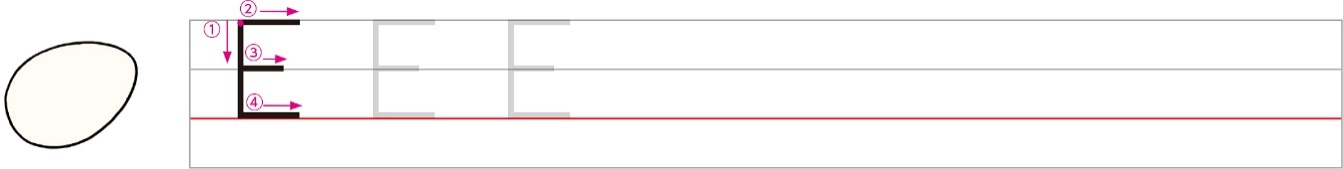 ① ② ③ ④ E E E